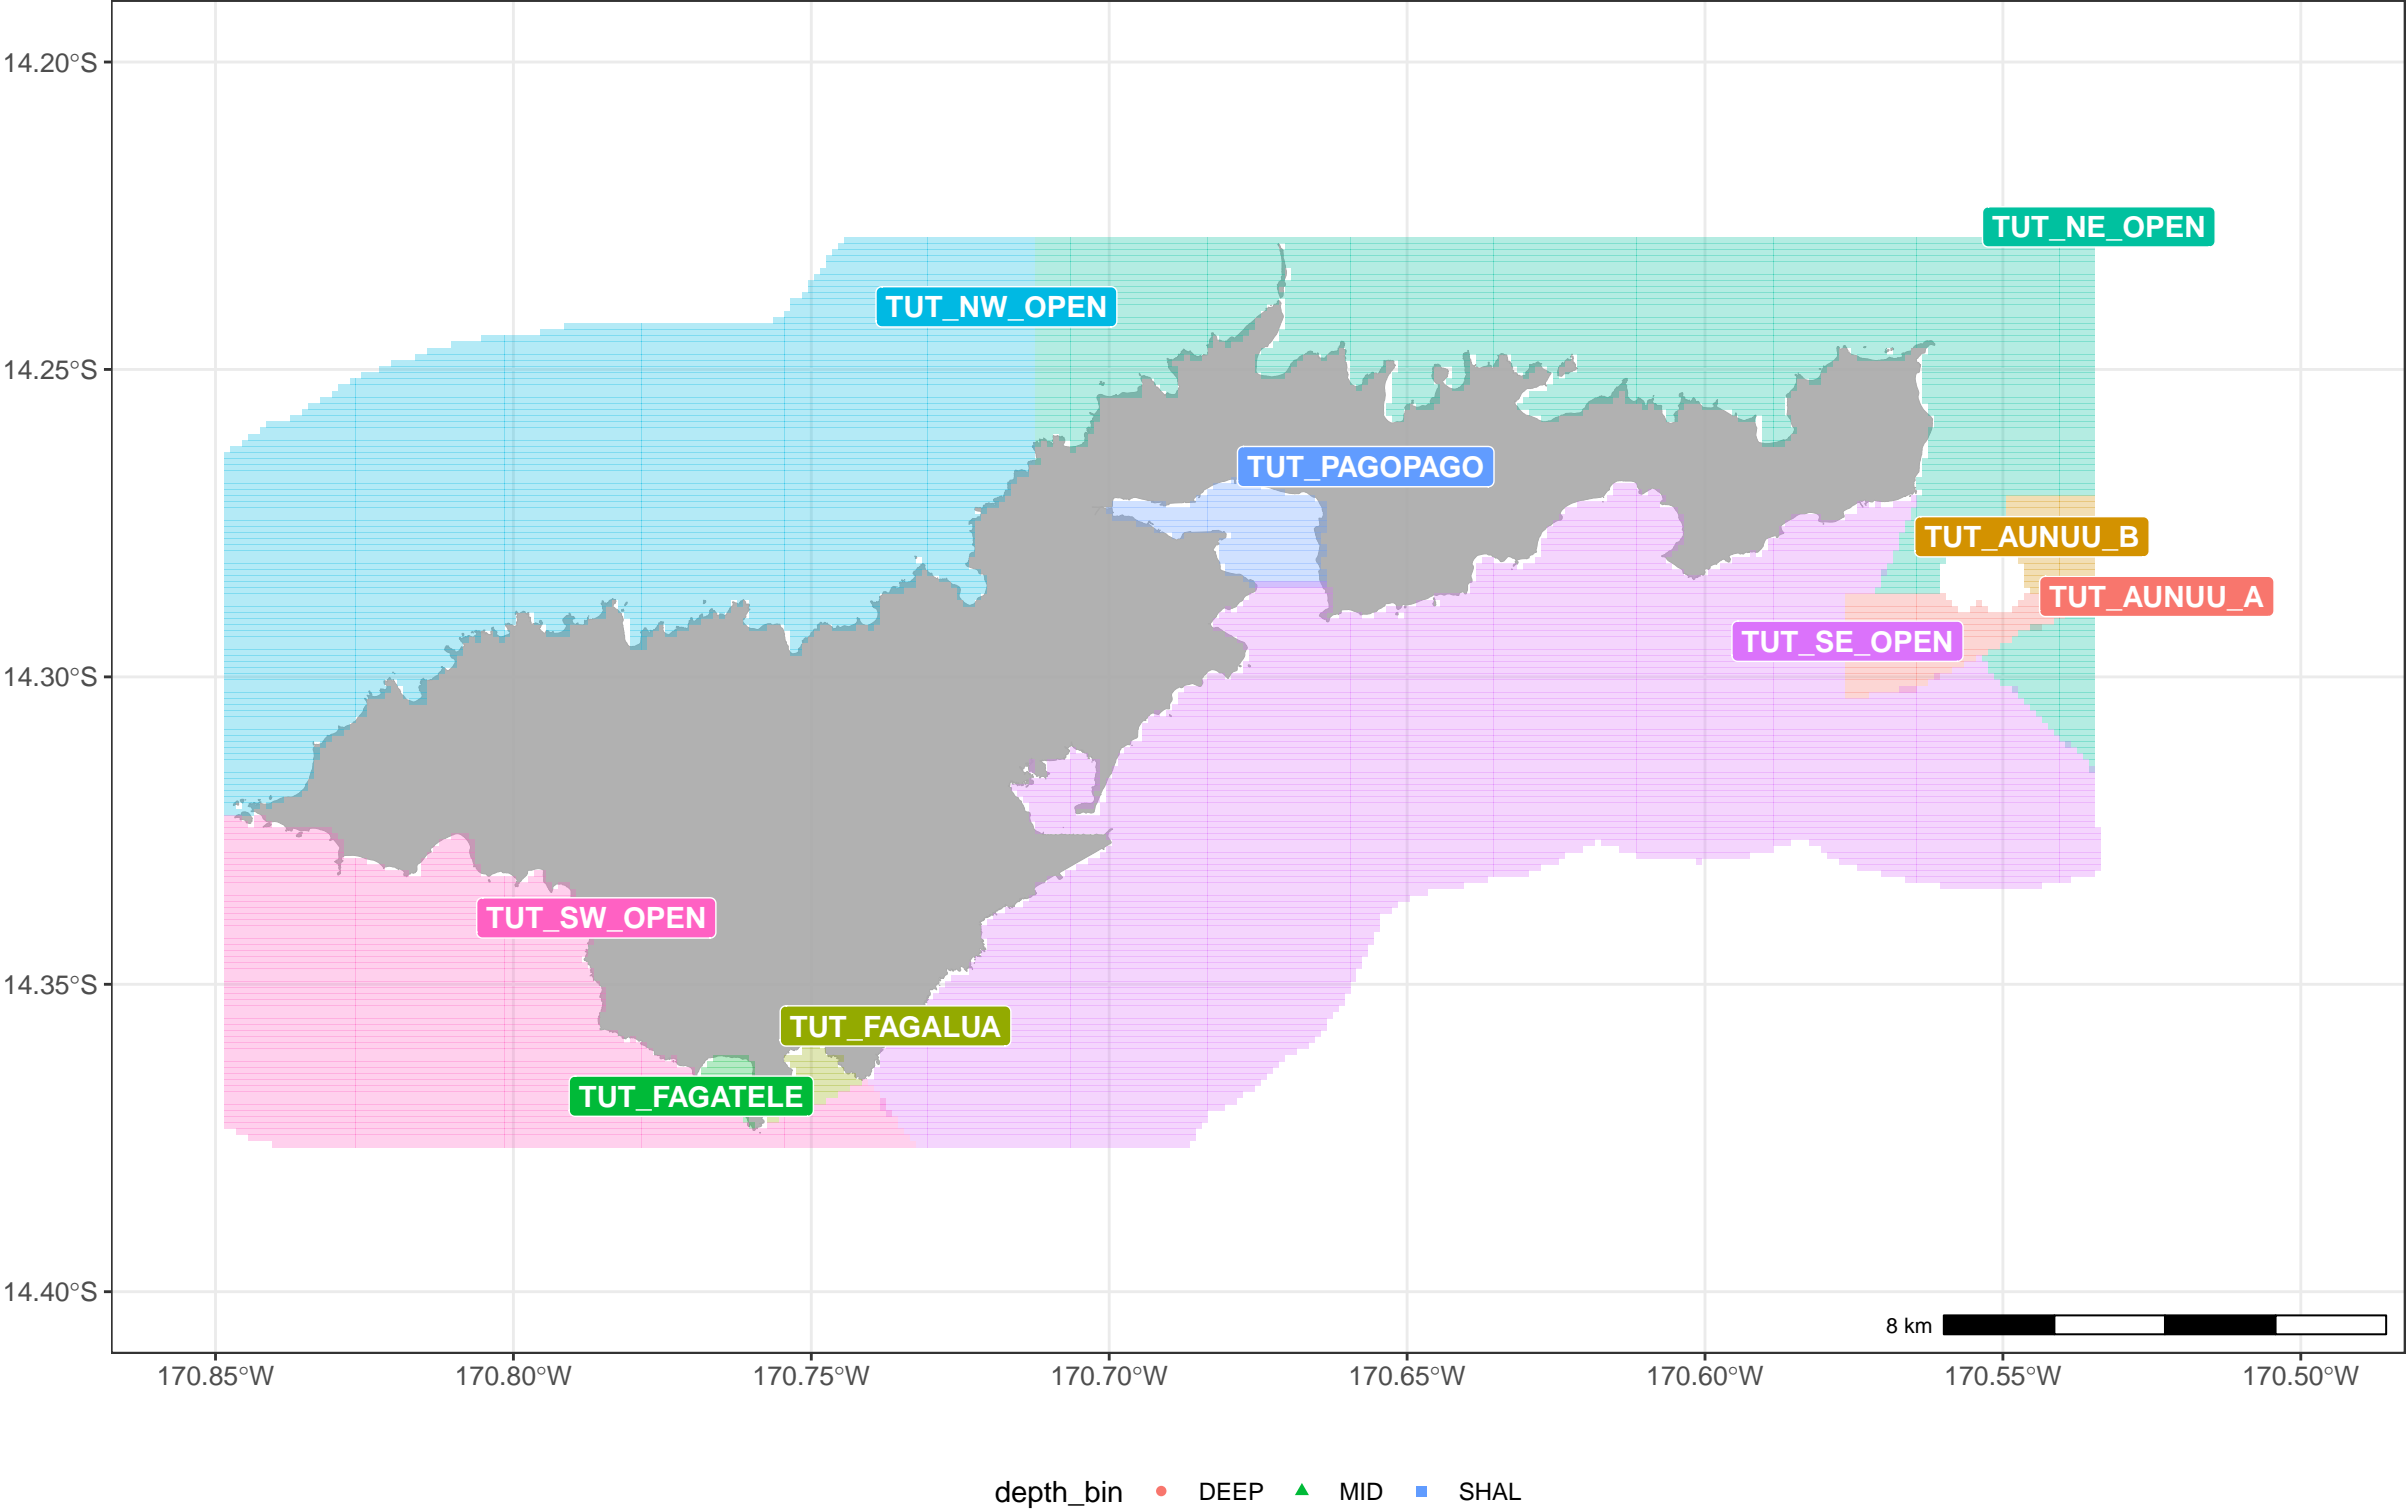 14.20°S
14.25°S
14.30°S
14.35°S
14.40°S
TUT_NE_OPEN
TUT_NW_OPEN
TUT_PAGOPAGO
TUT_AUNUU_B
TUT_AUNUU_A
TUT_SE_OPEN
TUT_SW_OPEN
TUT_FAGALUA
TUT_FAGATELE
8 km
170.85°W
170.80°W
170.75°W
170.70°W
170.65°W
170.60°W
170.55°W
170.50°W
depth_bin DEEP MID SHAL